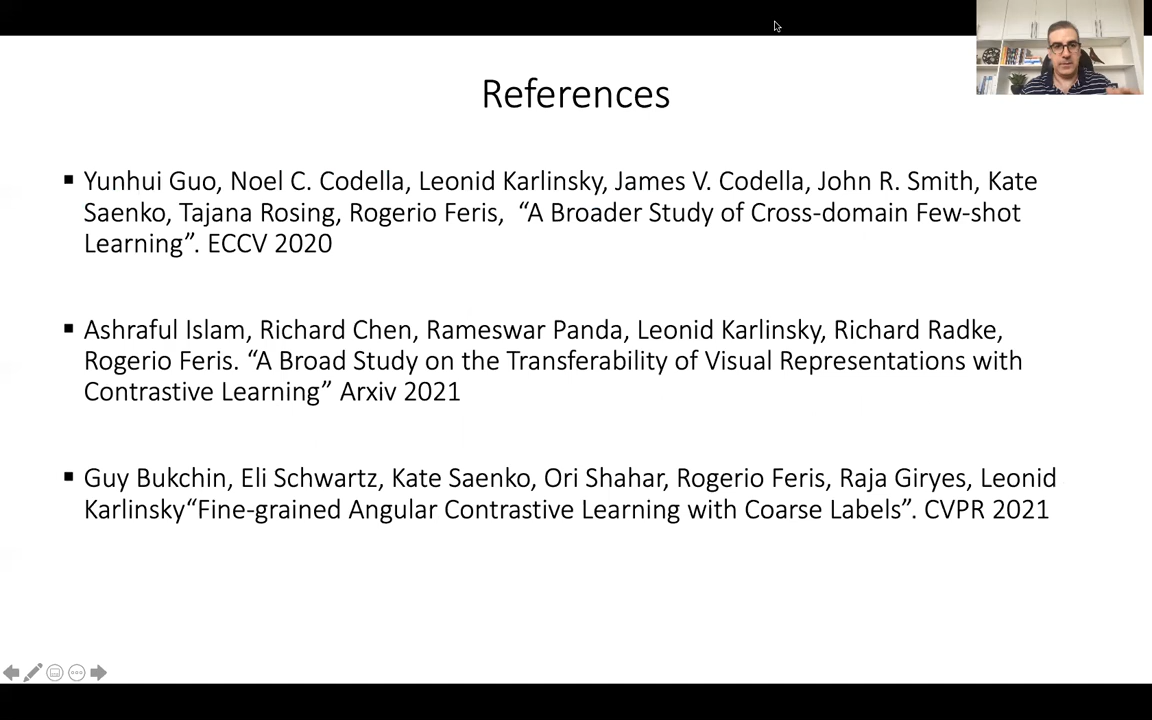 References
▪ Yunhui Guo, Noel C. Codella, Leonid Karlinsky, James V. Codella, John R. Smith, Kate
Saenko, Tajana Rosing, Rogerio Feris, “A Broader Study of Cross-domain Few-shot
Learning”. ECCV 2020
▪ Ashraful Islam, Richard Chen, Rameswar Panda, Leonid Karlinsky, Richard Radke,
Rogerio Feris. “A Broad Study on the Transferability of Visual Representations with
Contrastive Learning” Arxiv 2021
▪ Guy Bukchin, Eli Schwartz, Kate Saenko, Ori Shahar, Rogerio Feris, Raja Giryes, Leonid
Karlinsky“Fine-grained Angular Contrastive Learning with Coarse Labels”. CVPR 2021